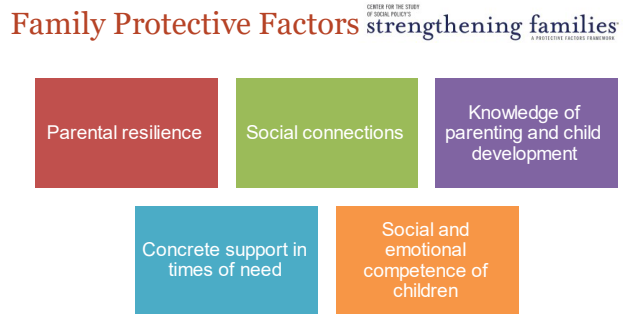 Family Protective Factors
CENTER FOR THE STUDY
OF SOCIAL POLICY'S
strengthening families
A PROTECTIVE FACTORS FRAMEWORK
Parental resilience
Social connections
Knowledge of
parenting and child
development
Concrete support in
times of need
Social and
emotional
competence of
children